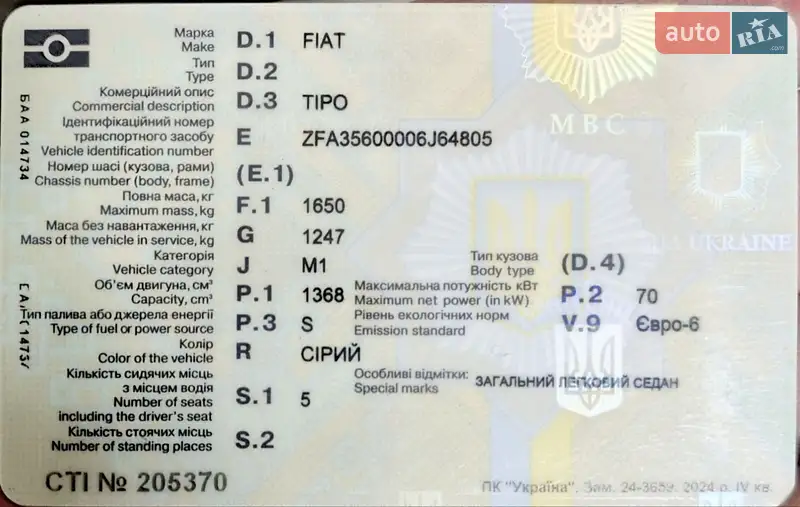 auto RIA.com
Марка
Make D.1 FIAT
Тип
Type D.2
Комерційний опис
Commercial description D.3 TIPO
Ідентифікаційний номер
транспортного засобу
Vehicle identification number E ZFA35600006J64805
Номер шасі (кузова, рами)
Chassis number (body, frame) (E.1)
Повна маса, кг
Maximum mass, kg F.1 1650
Маса без навантаження, кг
Mass of the vehicle in service, kg G 1247
Категорія
Vehicle category J M1
Тип кузова
Body type (D.4)
Об'єм двигуна, см³
Capacity, cm³ P.1 1368
Максимальна потужність кВт
Maximum net power (in kW) P.2 70
Тип палива або джерела енергії
Type of fuel or power source P.3 S
Рівень екологічних норм
Emission standard V.9 Євро-6
Колір
Color of the vehicle R СІРИЙ
Кількість сидячих місць
з місцем водія
Number of seats
including the driver's seat S.1 5
Особливі відмітки:
Special marks ЗАГАЛЬНИЙ ЛЕГКОВИЙ СЕДАН
Кількість стоячих місць
Number of standing places S.2
СТІ № 205370
ПК "Україна". Зам. 24-3659. 2024 р. IV кв.
БАА 014734
МВС
UKRAINE